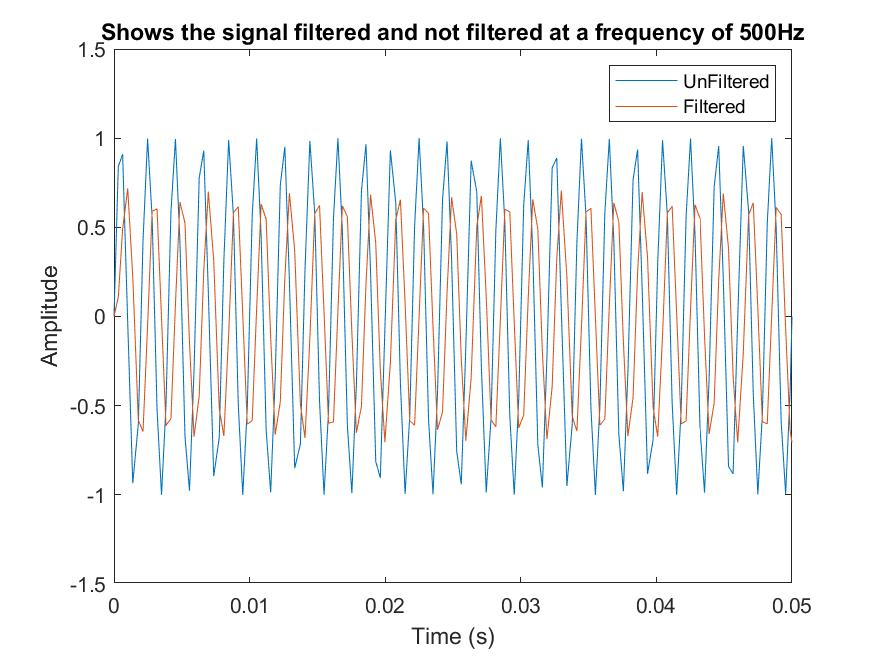 Shows the signal filtered and not filtered at a frequency of 500Hz
1.5
UnFiltered
Filtered
1
0.5
0
-0.5
-1
-1.5
Amplitude
0 0.01 0.02 0.03 0.04 0.05
Time (s)